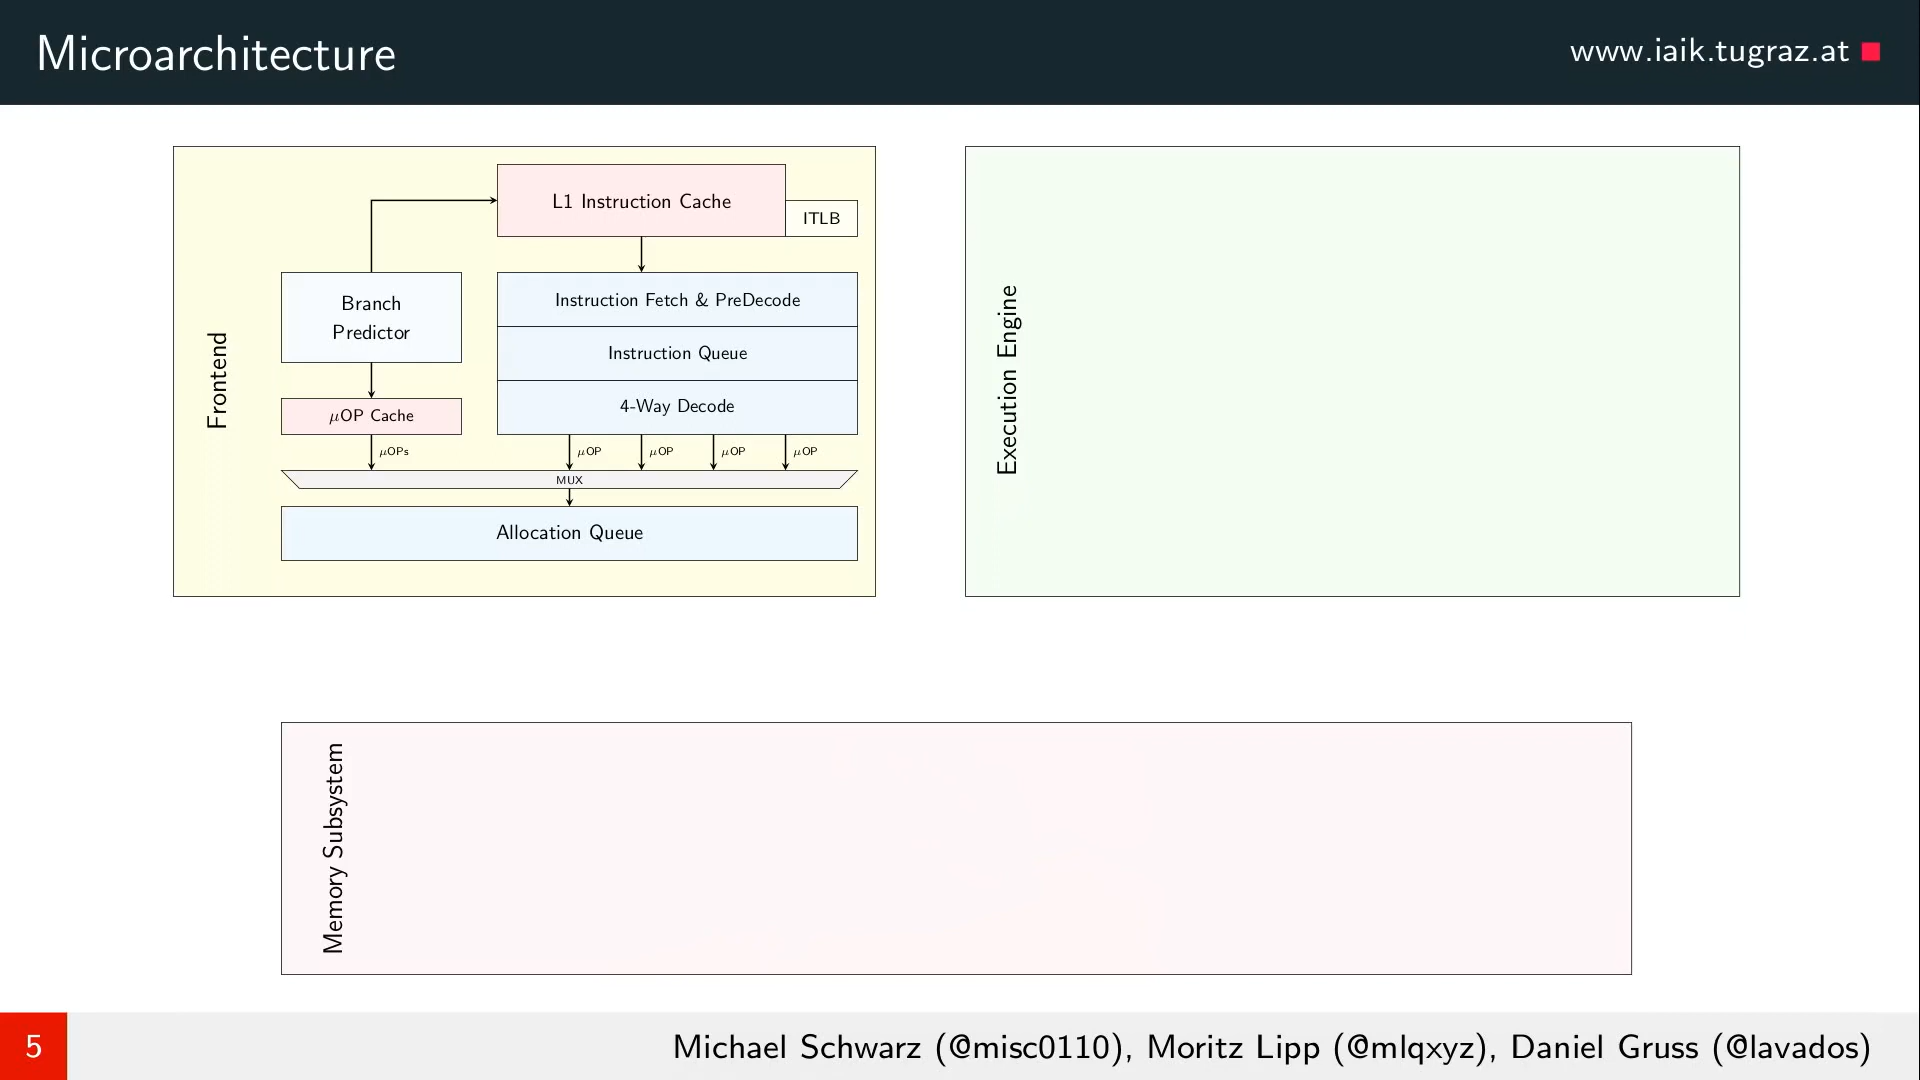 Microarchitecture
www.iaik.tugraz.at
Frontend
L1 Instruction Cache
ITLB
Branch
Predictor
Instruction Fetch & PreDecode
Instruction Queue
4-Way Decode
μOP Cache
μOPs
μOP
μOP
μOP
μOP
MUX
Allocation Queue
Execution Engine
Memory Subsystem
5
Michael Schwarz (@misc0110), Moritz Lipp (@mlqxyz), Daniel Gruss (@lavados)